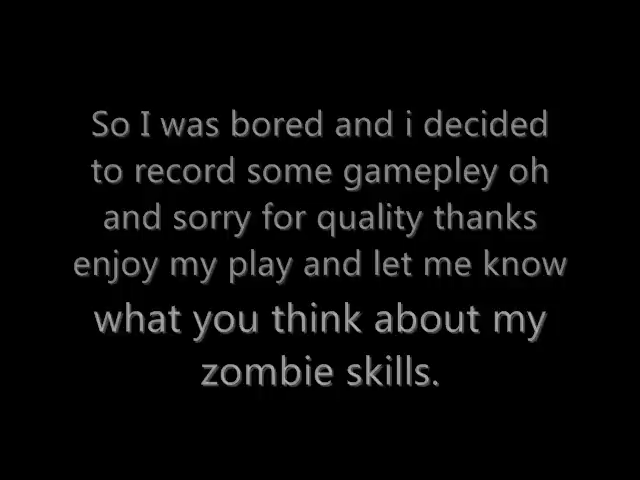 So I was bored and i decided
to record some gamepley oh
and sorry for quality thanks
enjoy my play and let me know
what you think about my
zombie skills.